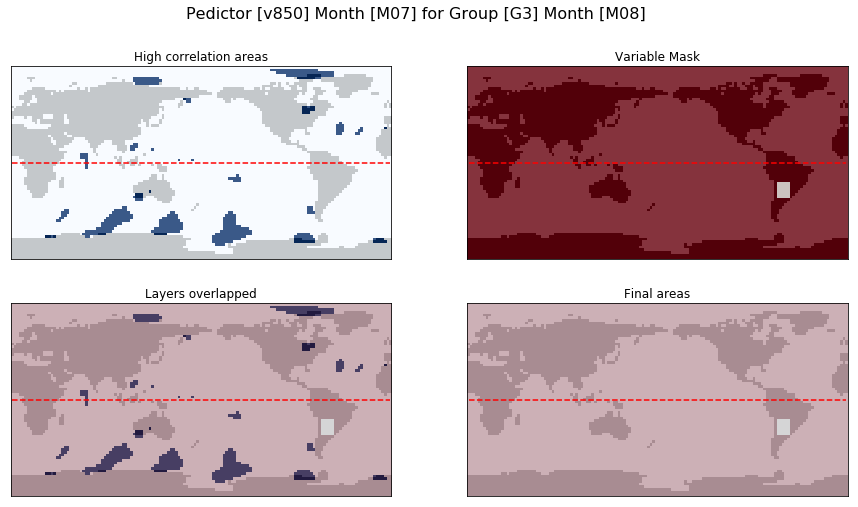 Pedictor [v850] Month [M07] for Group [G3] Month [M08]
High correlation areas
Variable Mask
Layers overlapped
Final areas